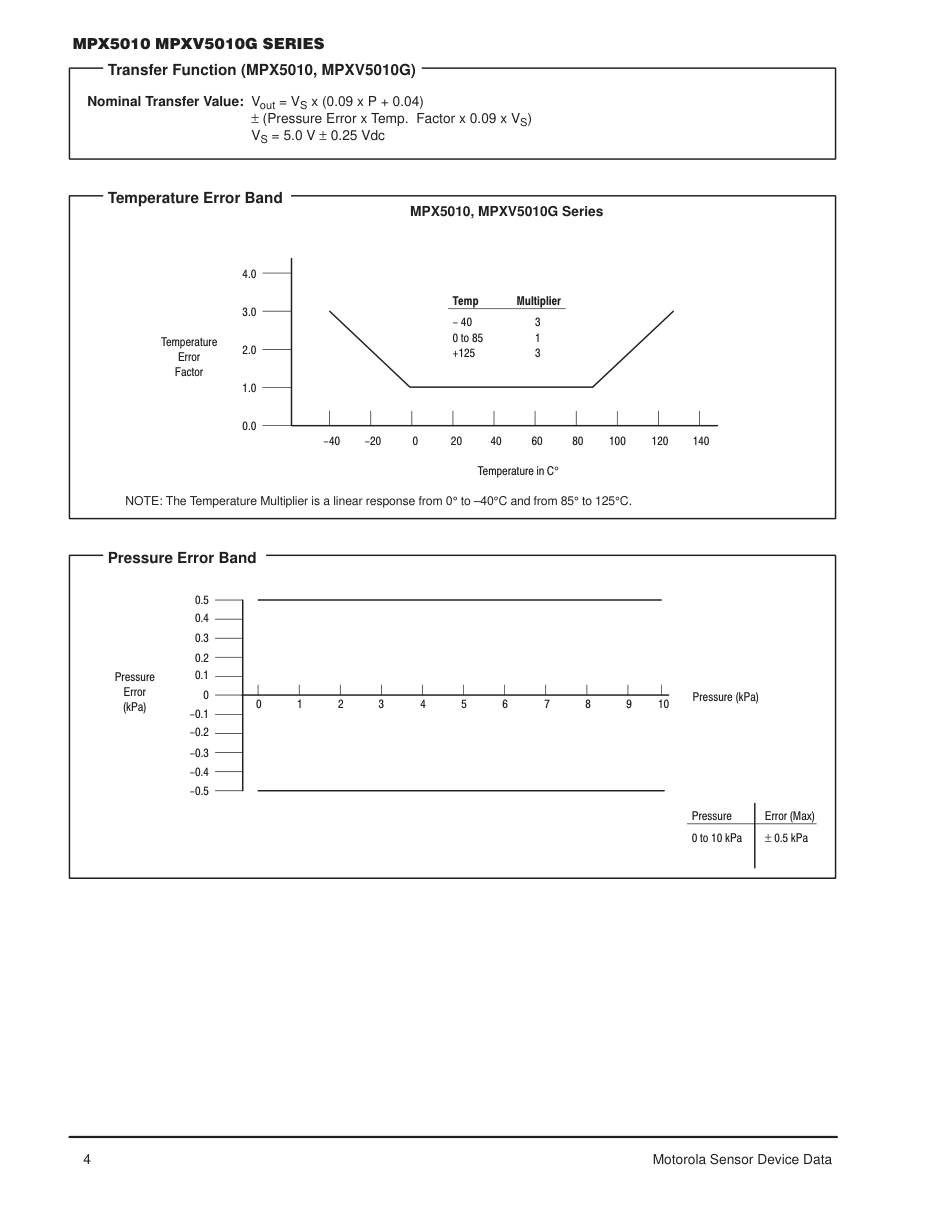 MPX5010 MPXV5010G SERIES
Transfer Function (MPX5010, MPXV5010G)
Nominal Transfer Value: Vout = VS x (0.09 x P + 0.04)
± (Pressure Error x Temp. Factor x 0.09 x VS)
VS = 5.0 V ± 0.25 Vdc
Temperature Error Band
MPX5010, MPXV5010G Series
4.0
3.0
2.0
1.0
0.0
Temperature
Error
Factor
Temp Multiplier
– 40 3
0 to 85 1
+125 3
–40 –20 0 20 40 60 80 100 120 140
Temperature in C°
NOTE: The Temperature Multiplier is a linear response from 0° to –40°C and from 85° to 125°C.
Pressure Error Band
0.5
0.4
0.3
0.2
0.1
0
–0.1
–0.2
–0.3
–0.4
–0.5
Pressure
Error
(kPa)
0 1 2 3 4 5 6 7 8 9 10
Pressure (kPa)
Pressure Error (Max)
0 to 10 kPa ± 0.5 kPa
4 Motorola Sensor Device Data